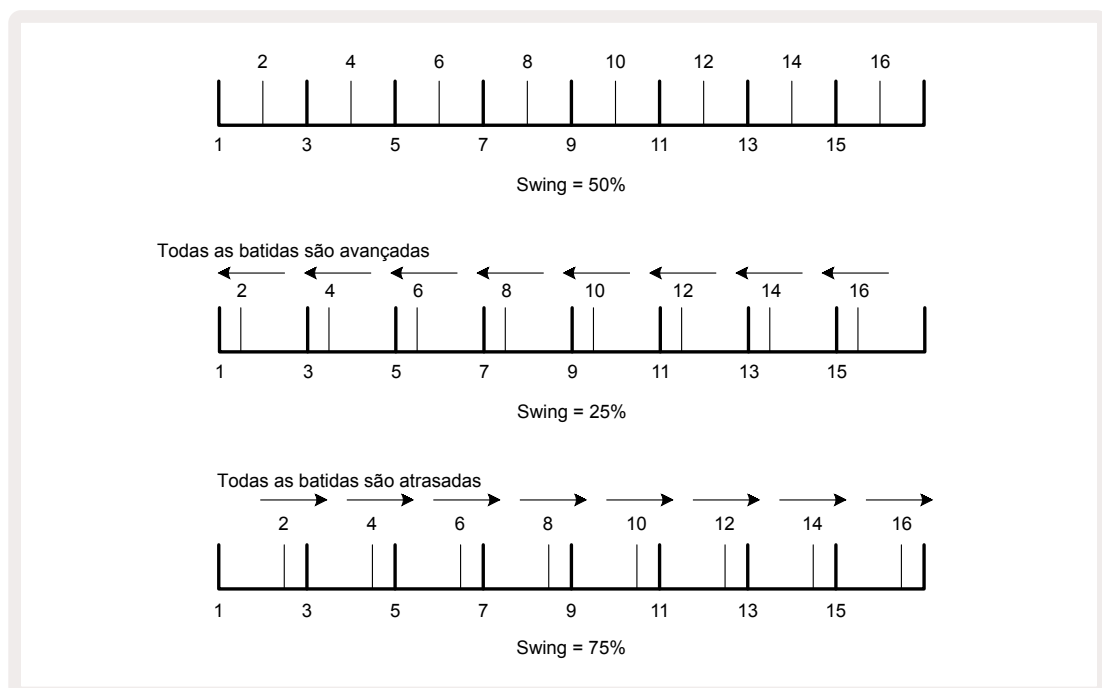 2 4 6 8 10 12 14 16
1 3 5 7 9 11 13 15
Swing = 50%
Todas as batidas são avançadas
2 4 6 8 10 12 14 16
1 3 5 7 9 11 13 15
Swing = 25%
Todas as batidas são atrasadas
2 4 6 8 10 12 14 16
1 3 5 7 9 11 13 15
Swing = 75%